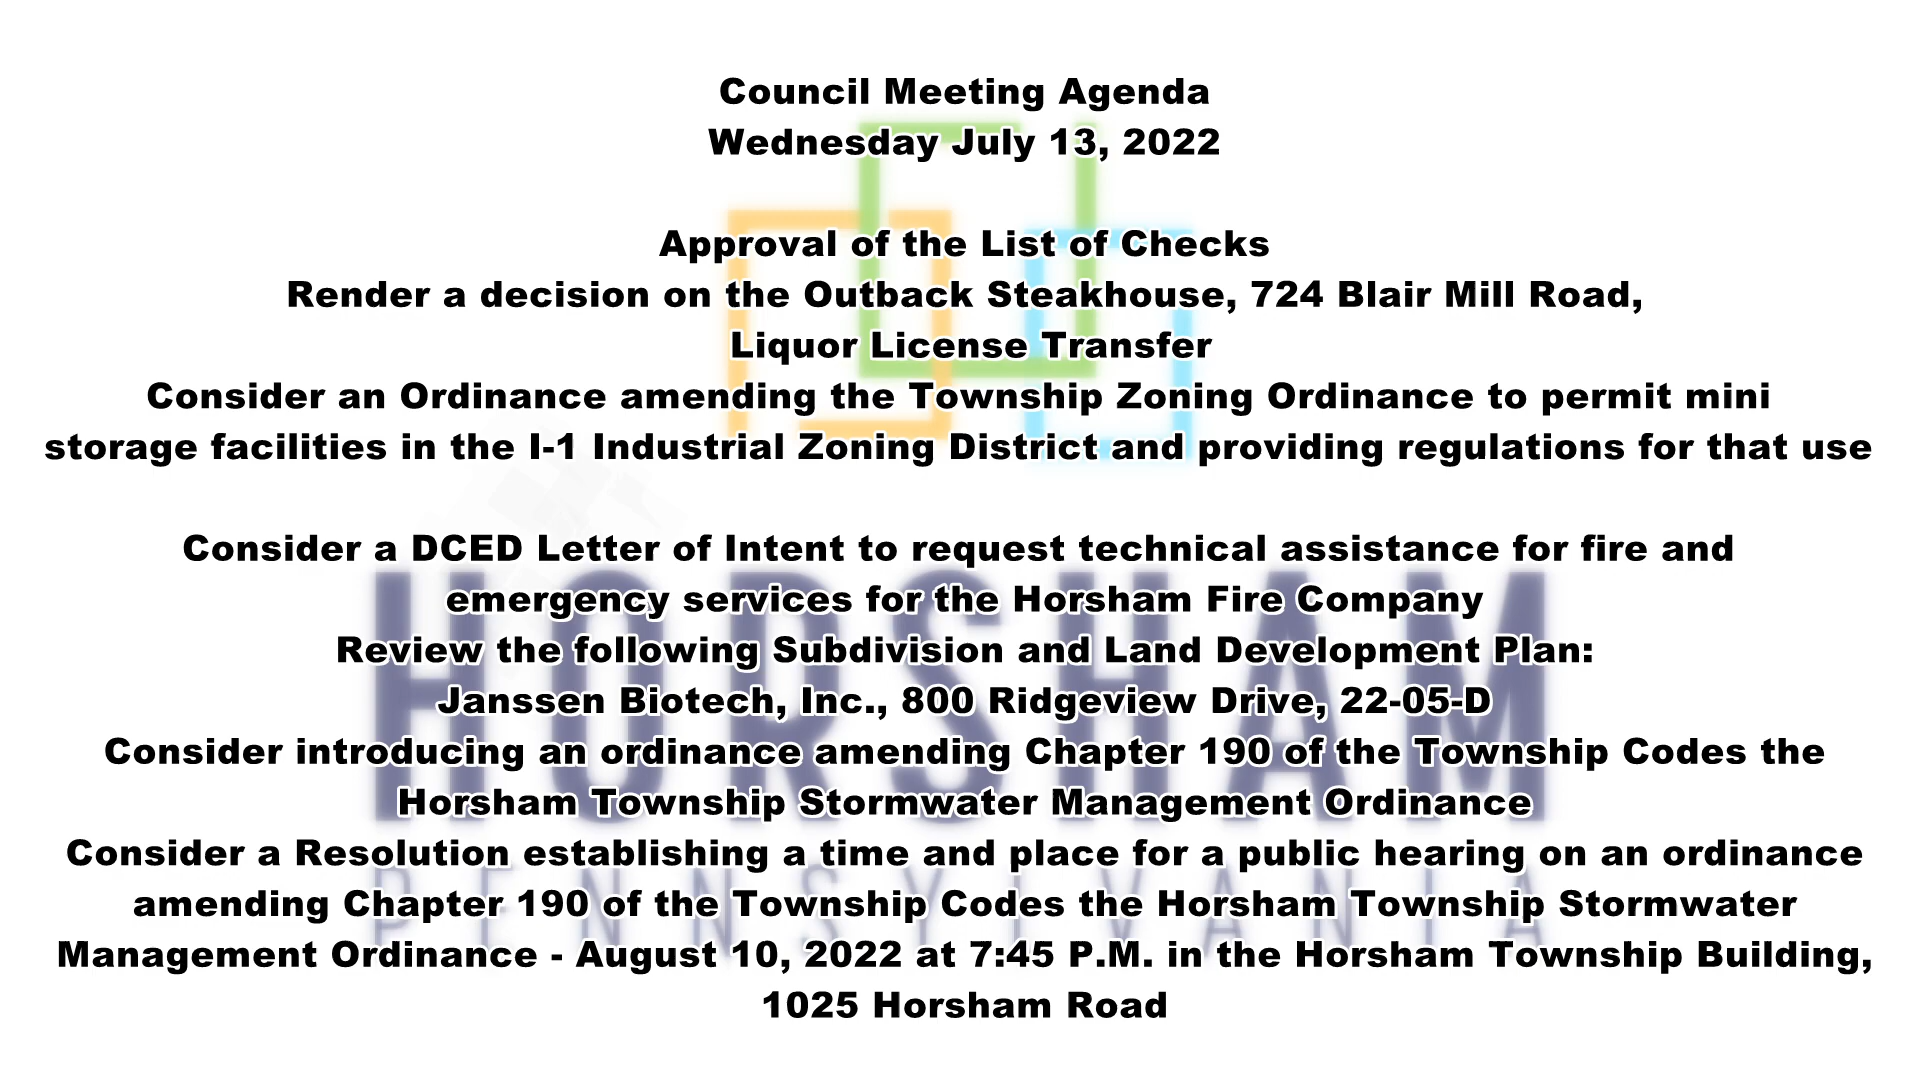 Council Meeting Agenda
Wednesday July 13, 2022
Approval of the List of Checks
Render a decision on the Outback Steakhouse, 724 Blair Mill Road,
Liquor License Transfer
Consider an Ordinance amending the Township Zoning Ordinance to permit mini
storage facilities in the I-1 Industrial Zoning District and providing regulations for that use
Consider a DCED Letter of Intent to request technical assistance for fire and
emergency services for the Horsham Fire Company
Review the following Subdivision and Land Development Plan:
Janssen Biotech, Inc., 800 Ridgeview Drive, 22-05-D
Consider introducing an ordinance amending Chapter 190 of the Township Codes the
Horsham Township Stormwater Management Ordinance
Consider a Resolution establishing a time and place for a public hearing on an ordinance
amending Chapter 190 of the Township Codes the Horsham Township Stormwater
Management Ordinance - August 10, 2022 at 7:45 P.M. in the Horsham Township Building,
1025 Horsham Road
HORSHAM
PENNSYLVANIA